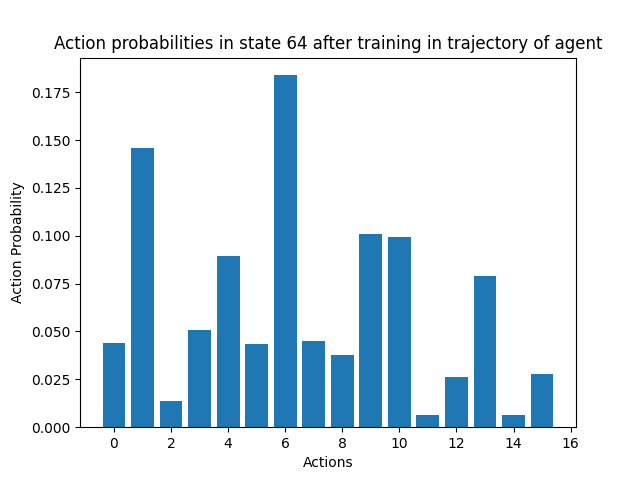 Action probabilities in state 64 after training in trajectory of agent
0.175
0.150
0.125
0.100
0.075
0.050
0.025
0.000
Action Probability
0 2 4 6 8 10 12 14 16
Actions